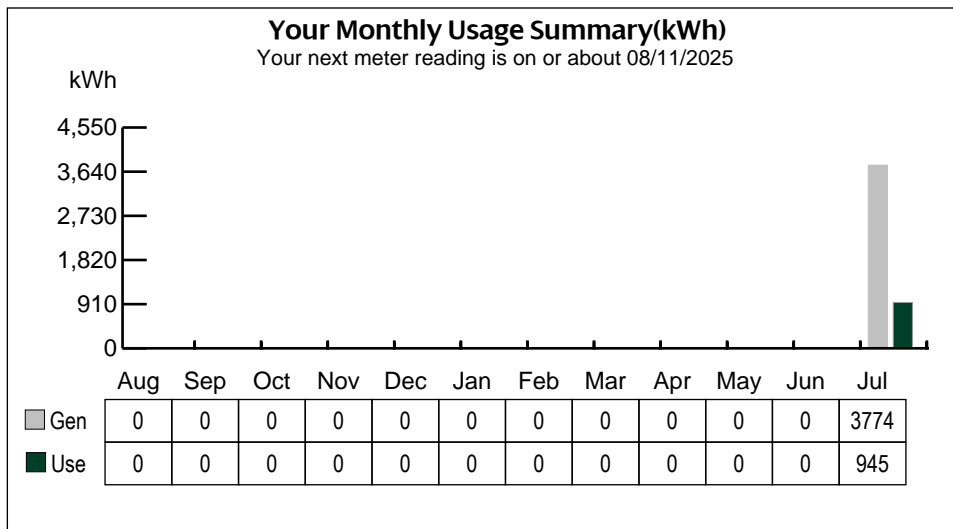 Your Monthly Usage Summary(kWh)
Your next meter reading is on or about 08/11/2025
kWh
4,550
3,640
2,730
1,820
910
0
Aug Sep Oct Nov Dec Jan Feb Mar Apr May Jun Jul
Gen 0 0 0 0 0 0 0 0 0 0 0 3774
Use 0 0 0 0 0 0 0 0 0 0 0 945